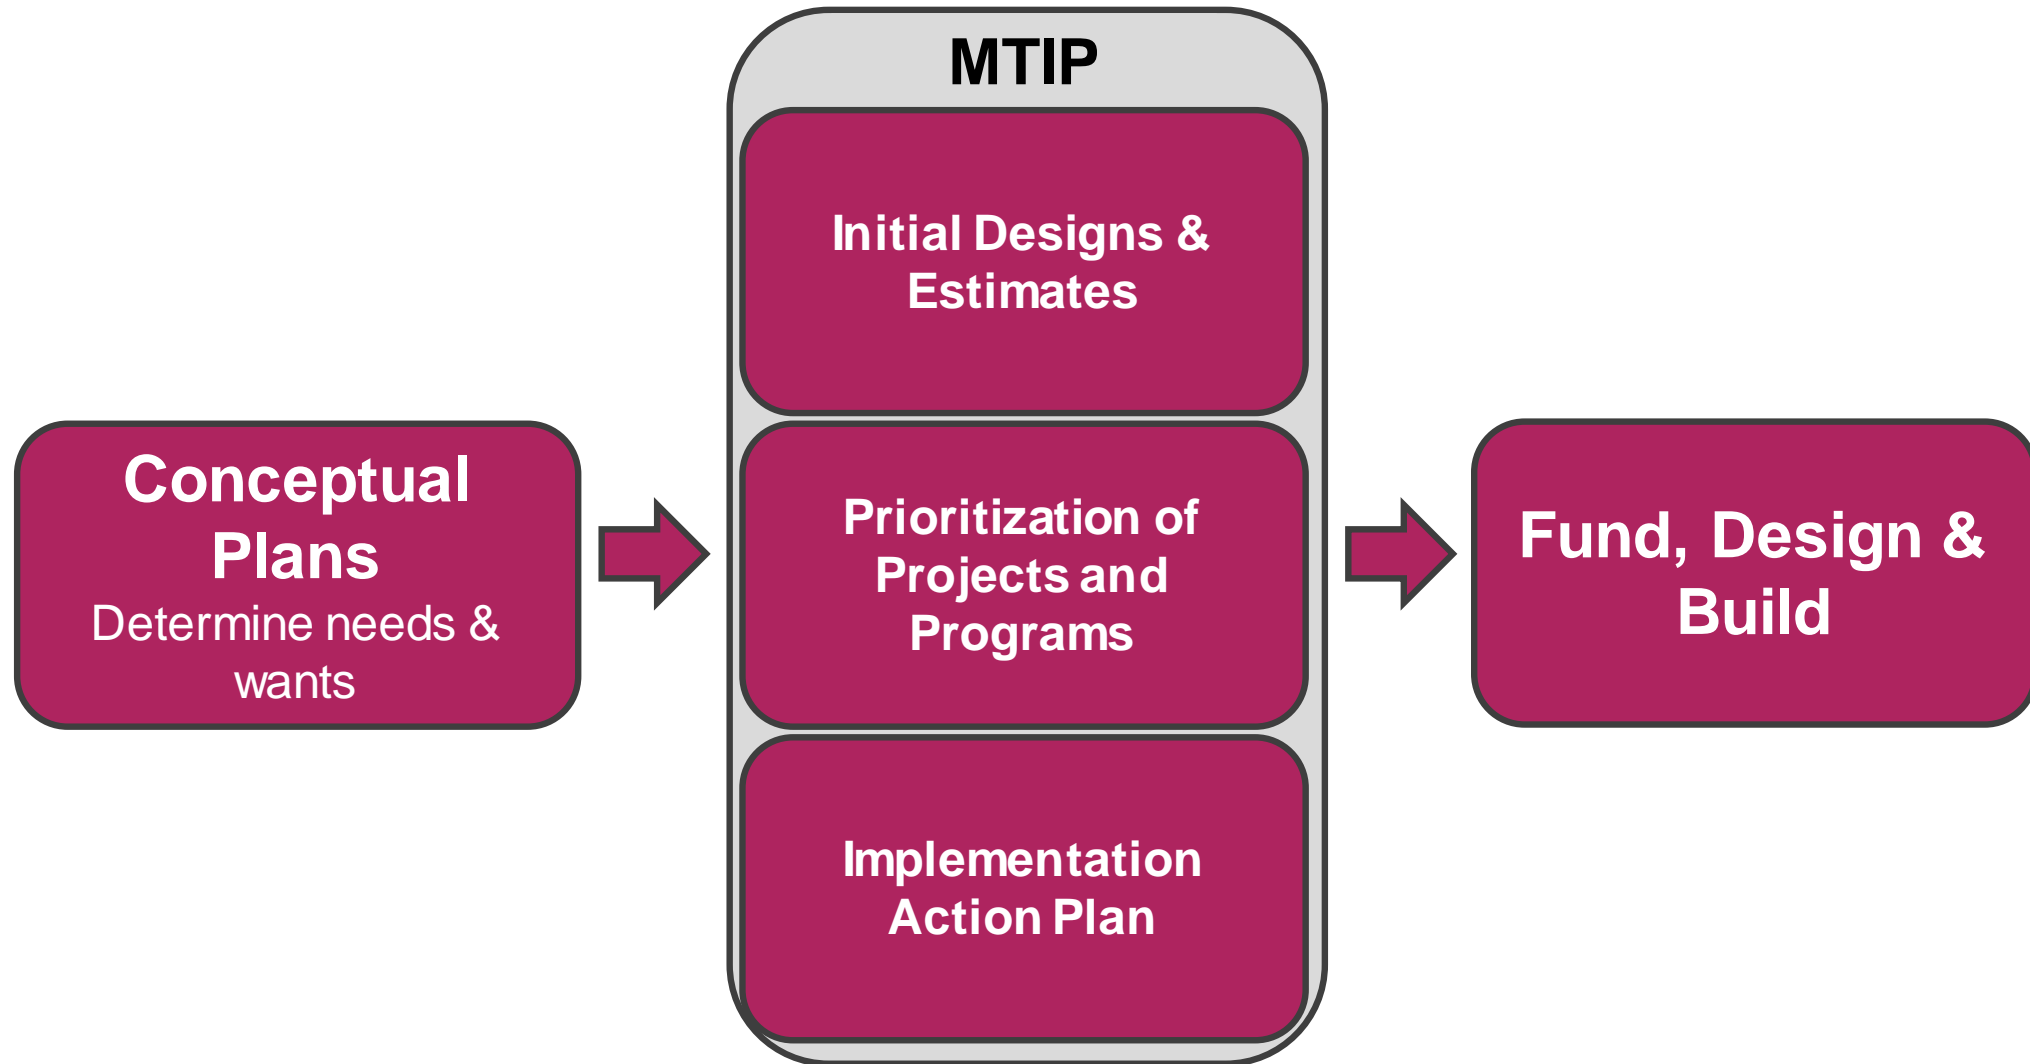 Conceptual
Plans
Determine needs &
wants
MTIP
Initial Designs &
Estimates
Prioritization of
Projects and
Programs
Implementation
Action Plan
Fund, Design &
Build